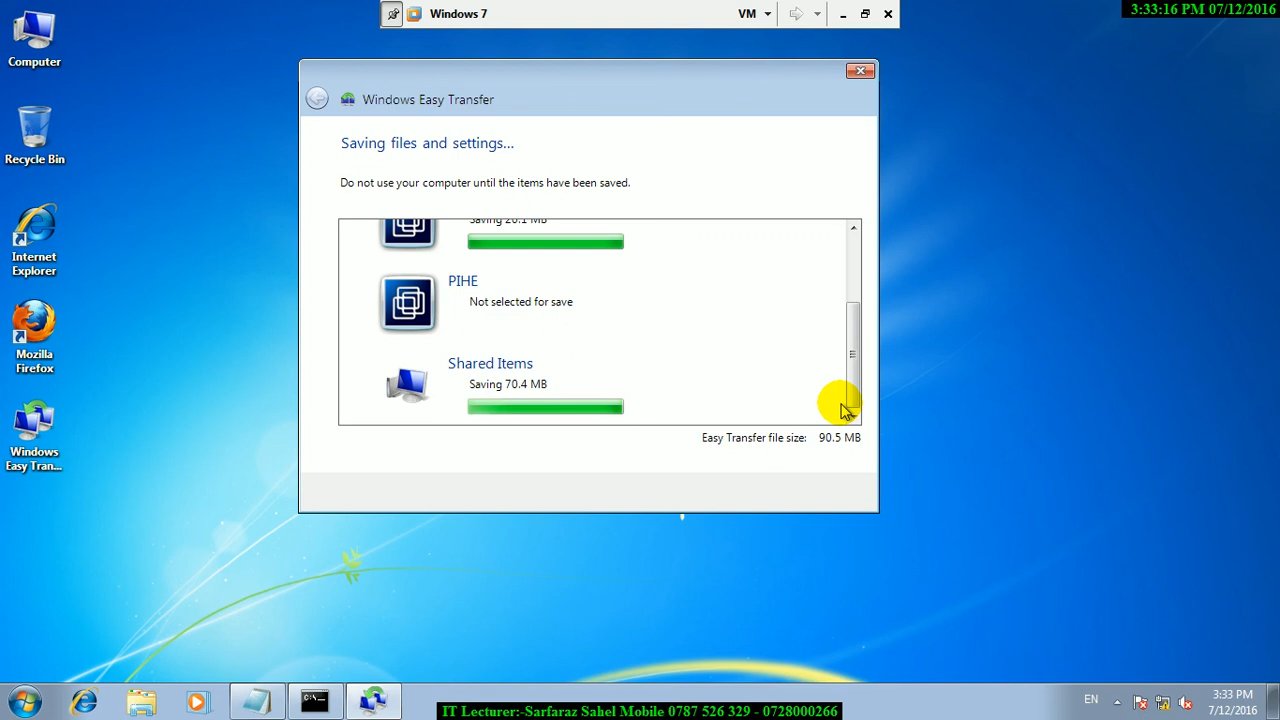 Windows 7
VM
3:33:16 PM 07/12/2016
Computer
Recycle Bin
Internet
Explorer
Mozilla
Firefox
Windows
Easy Tran...
Windows Easy Transfer
Saving files and settings...
Do not use your computer until the items have been saved.
Saving 20.1 MB
PIHE
Not selected for save
Shared Items
Saving 70.4 MB
Easy Transfer file size: 90.5 MB
C:\
EN
3:33 PM
7/12/2016
IT Lecturer:-Sarfaraz Sahel Mobile 0787 526 329 - 0728000266